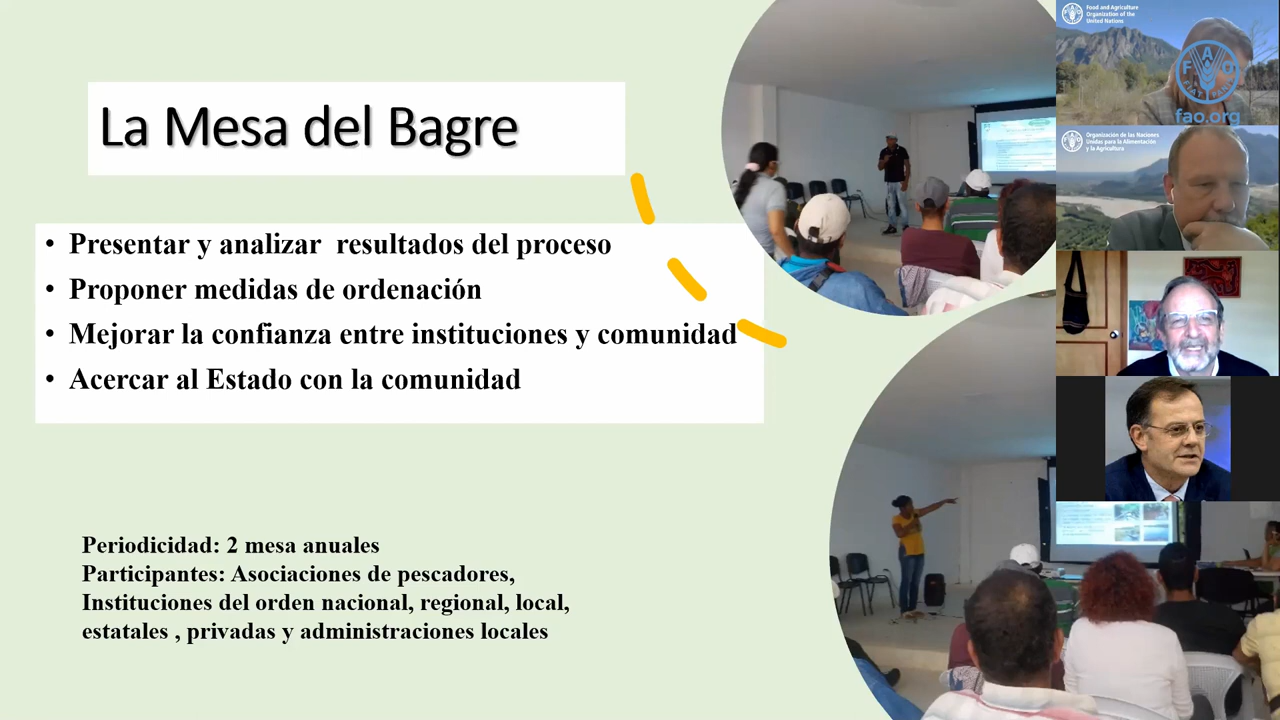 La Mesa del Bagre
• Presentar y analizar resultados del proceso
• Proponer medidas de ordenación
• Mejorar la confianza entre instituciones y comunidad
• Acercar al Estado con la comunidad
Periodicidad: 2 mesa anuales
Participantes: Asociaciones de pescadores,
Instituciones del orden nacional, regional, local,
estatales , privadas y administraciones locales
Food and Agriculture
Organization of the
United Nations
F A O
FIAT PANIS
fao.org
Organización de las Naciones
Unidas para la Alimentación
y la Agricultura